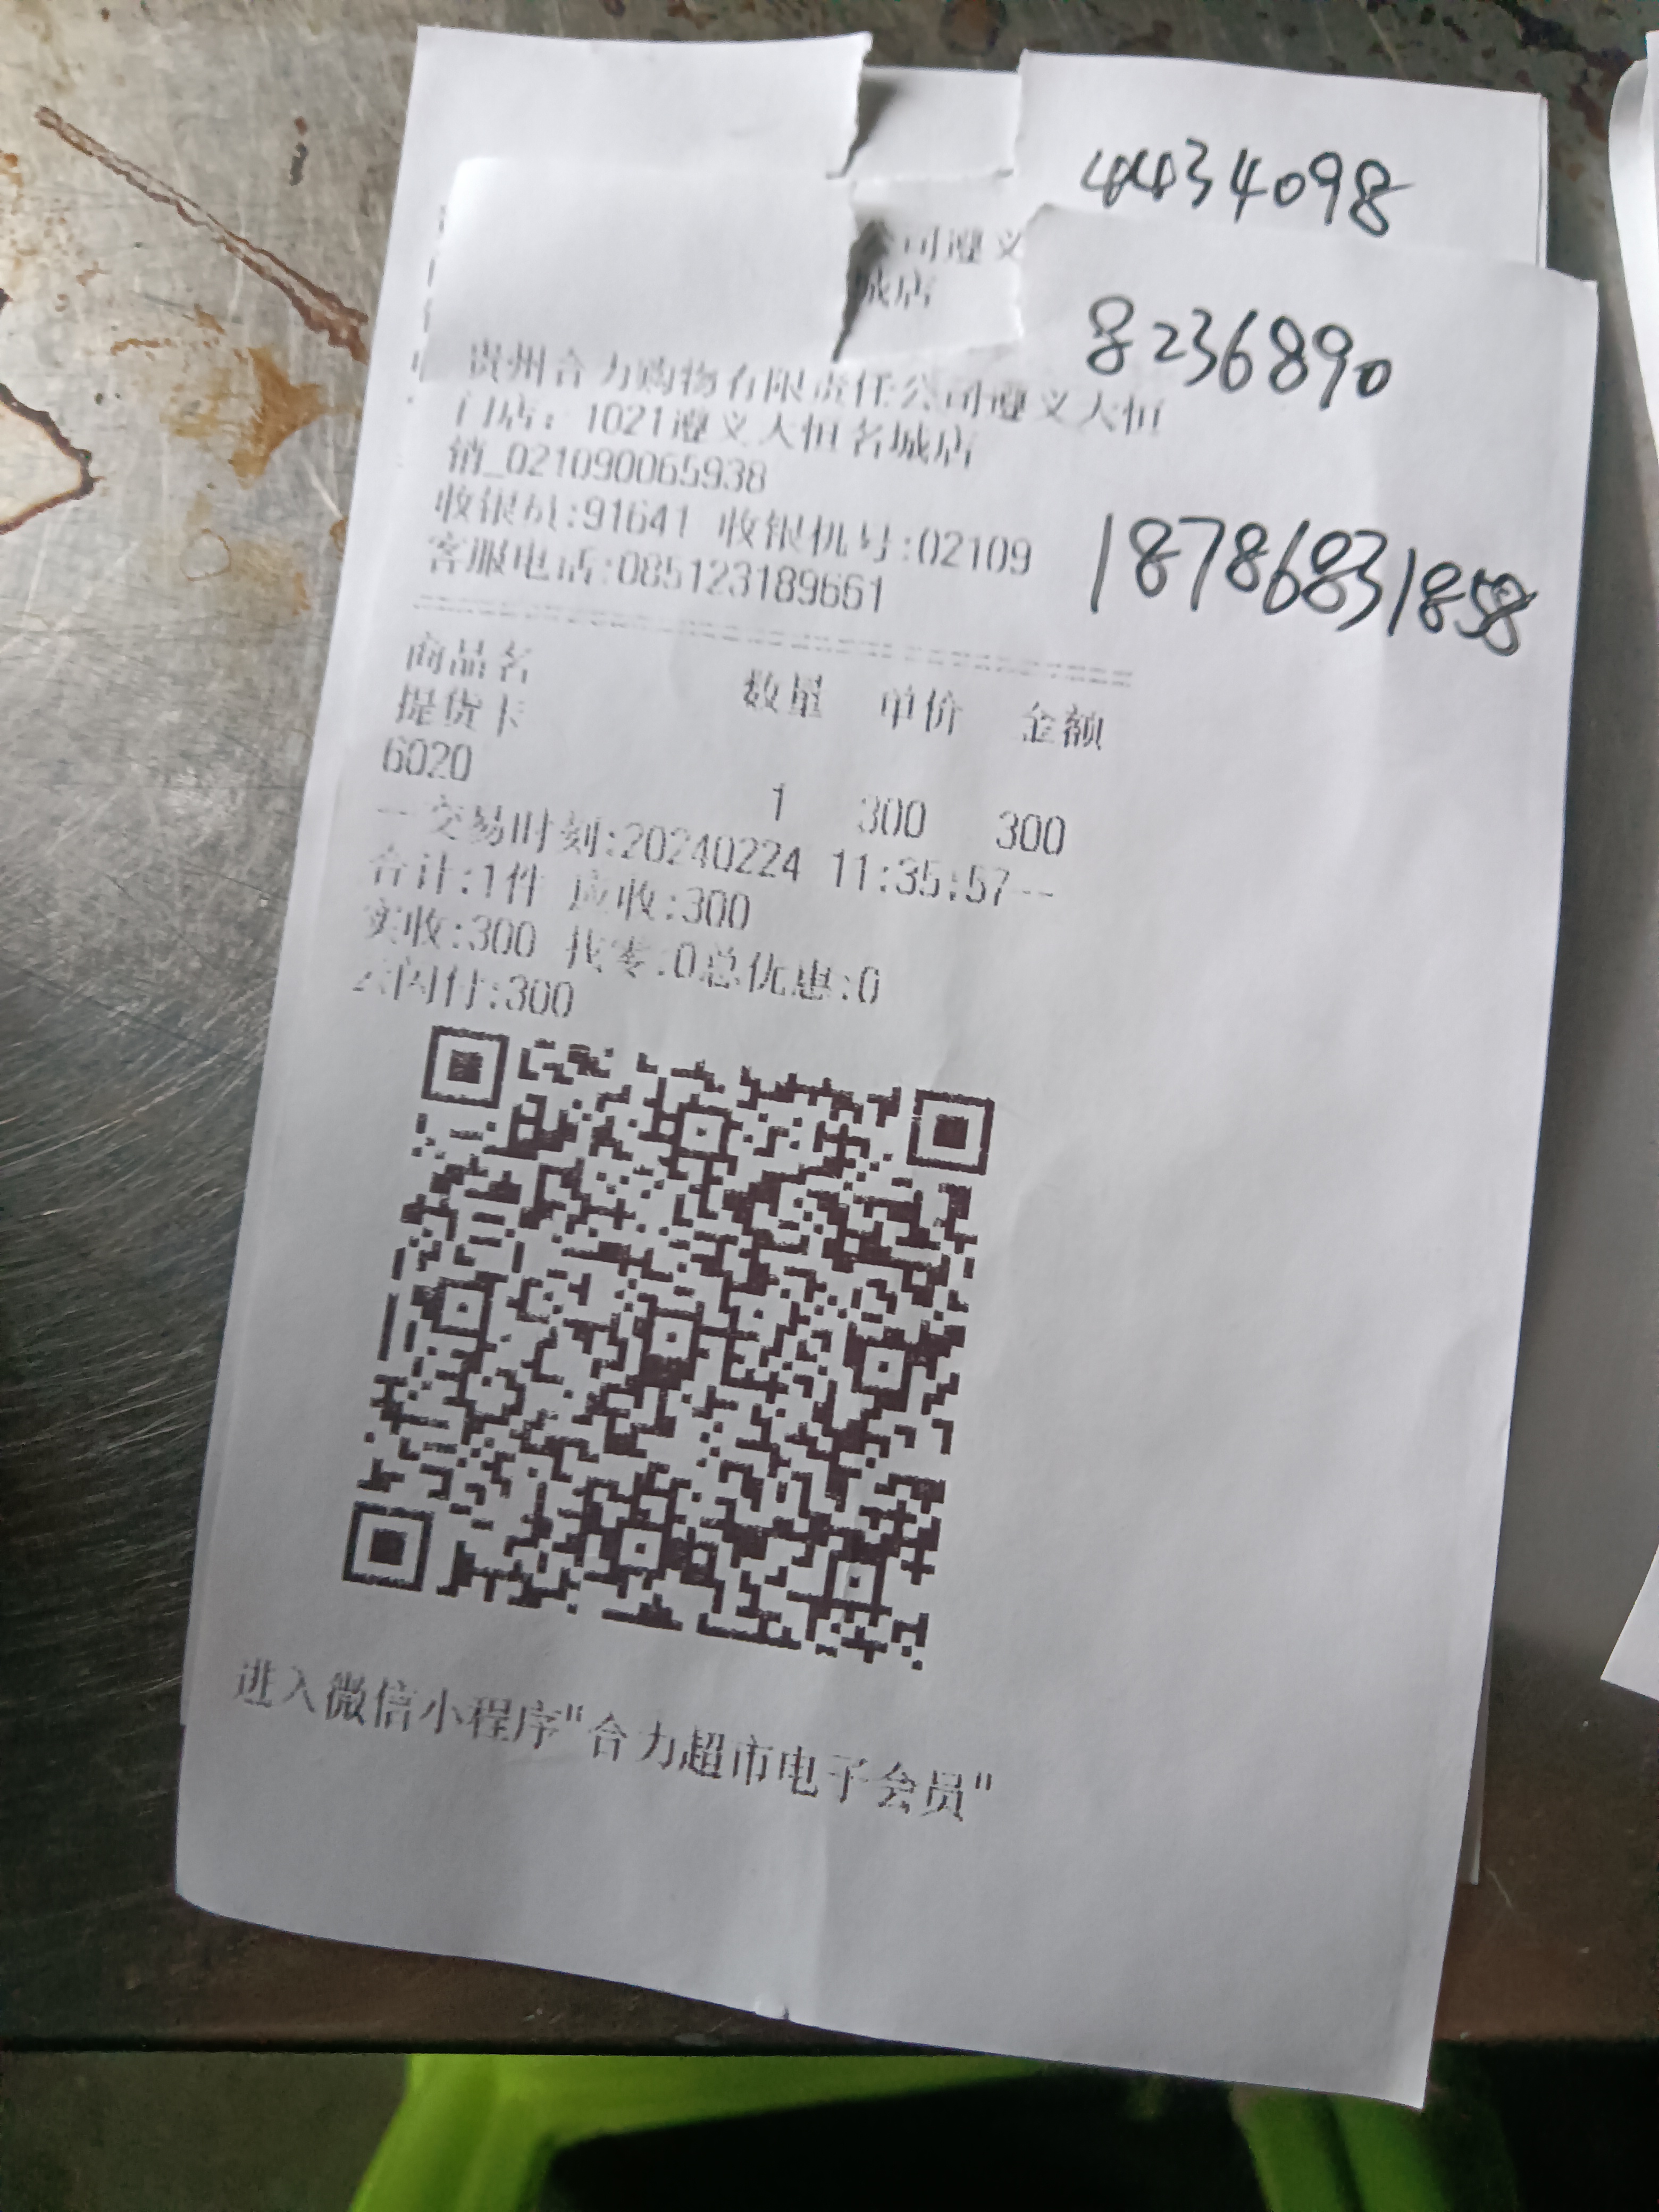 4434098
公司遵义
城店
8236890
贵州合力购物有限责任公司遵义大恒
门店：1021遵义大恒名城店
销_021090065938
收银员:91641 收银机号:02109
客服电话:085123189661
18786831858
商品名 数量 单价 金额
提货卡
6020
1 300 300
---交易时刻:20240224 11:35:57---
合计:1件 应收:300
实收:300 找零:0总优惠:0
云闪付:300
进入微信小程序"合力超市电子会员"